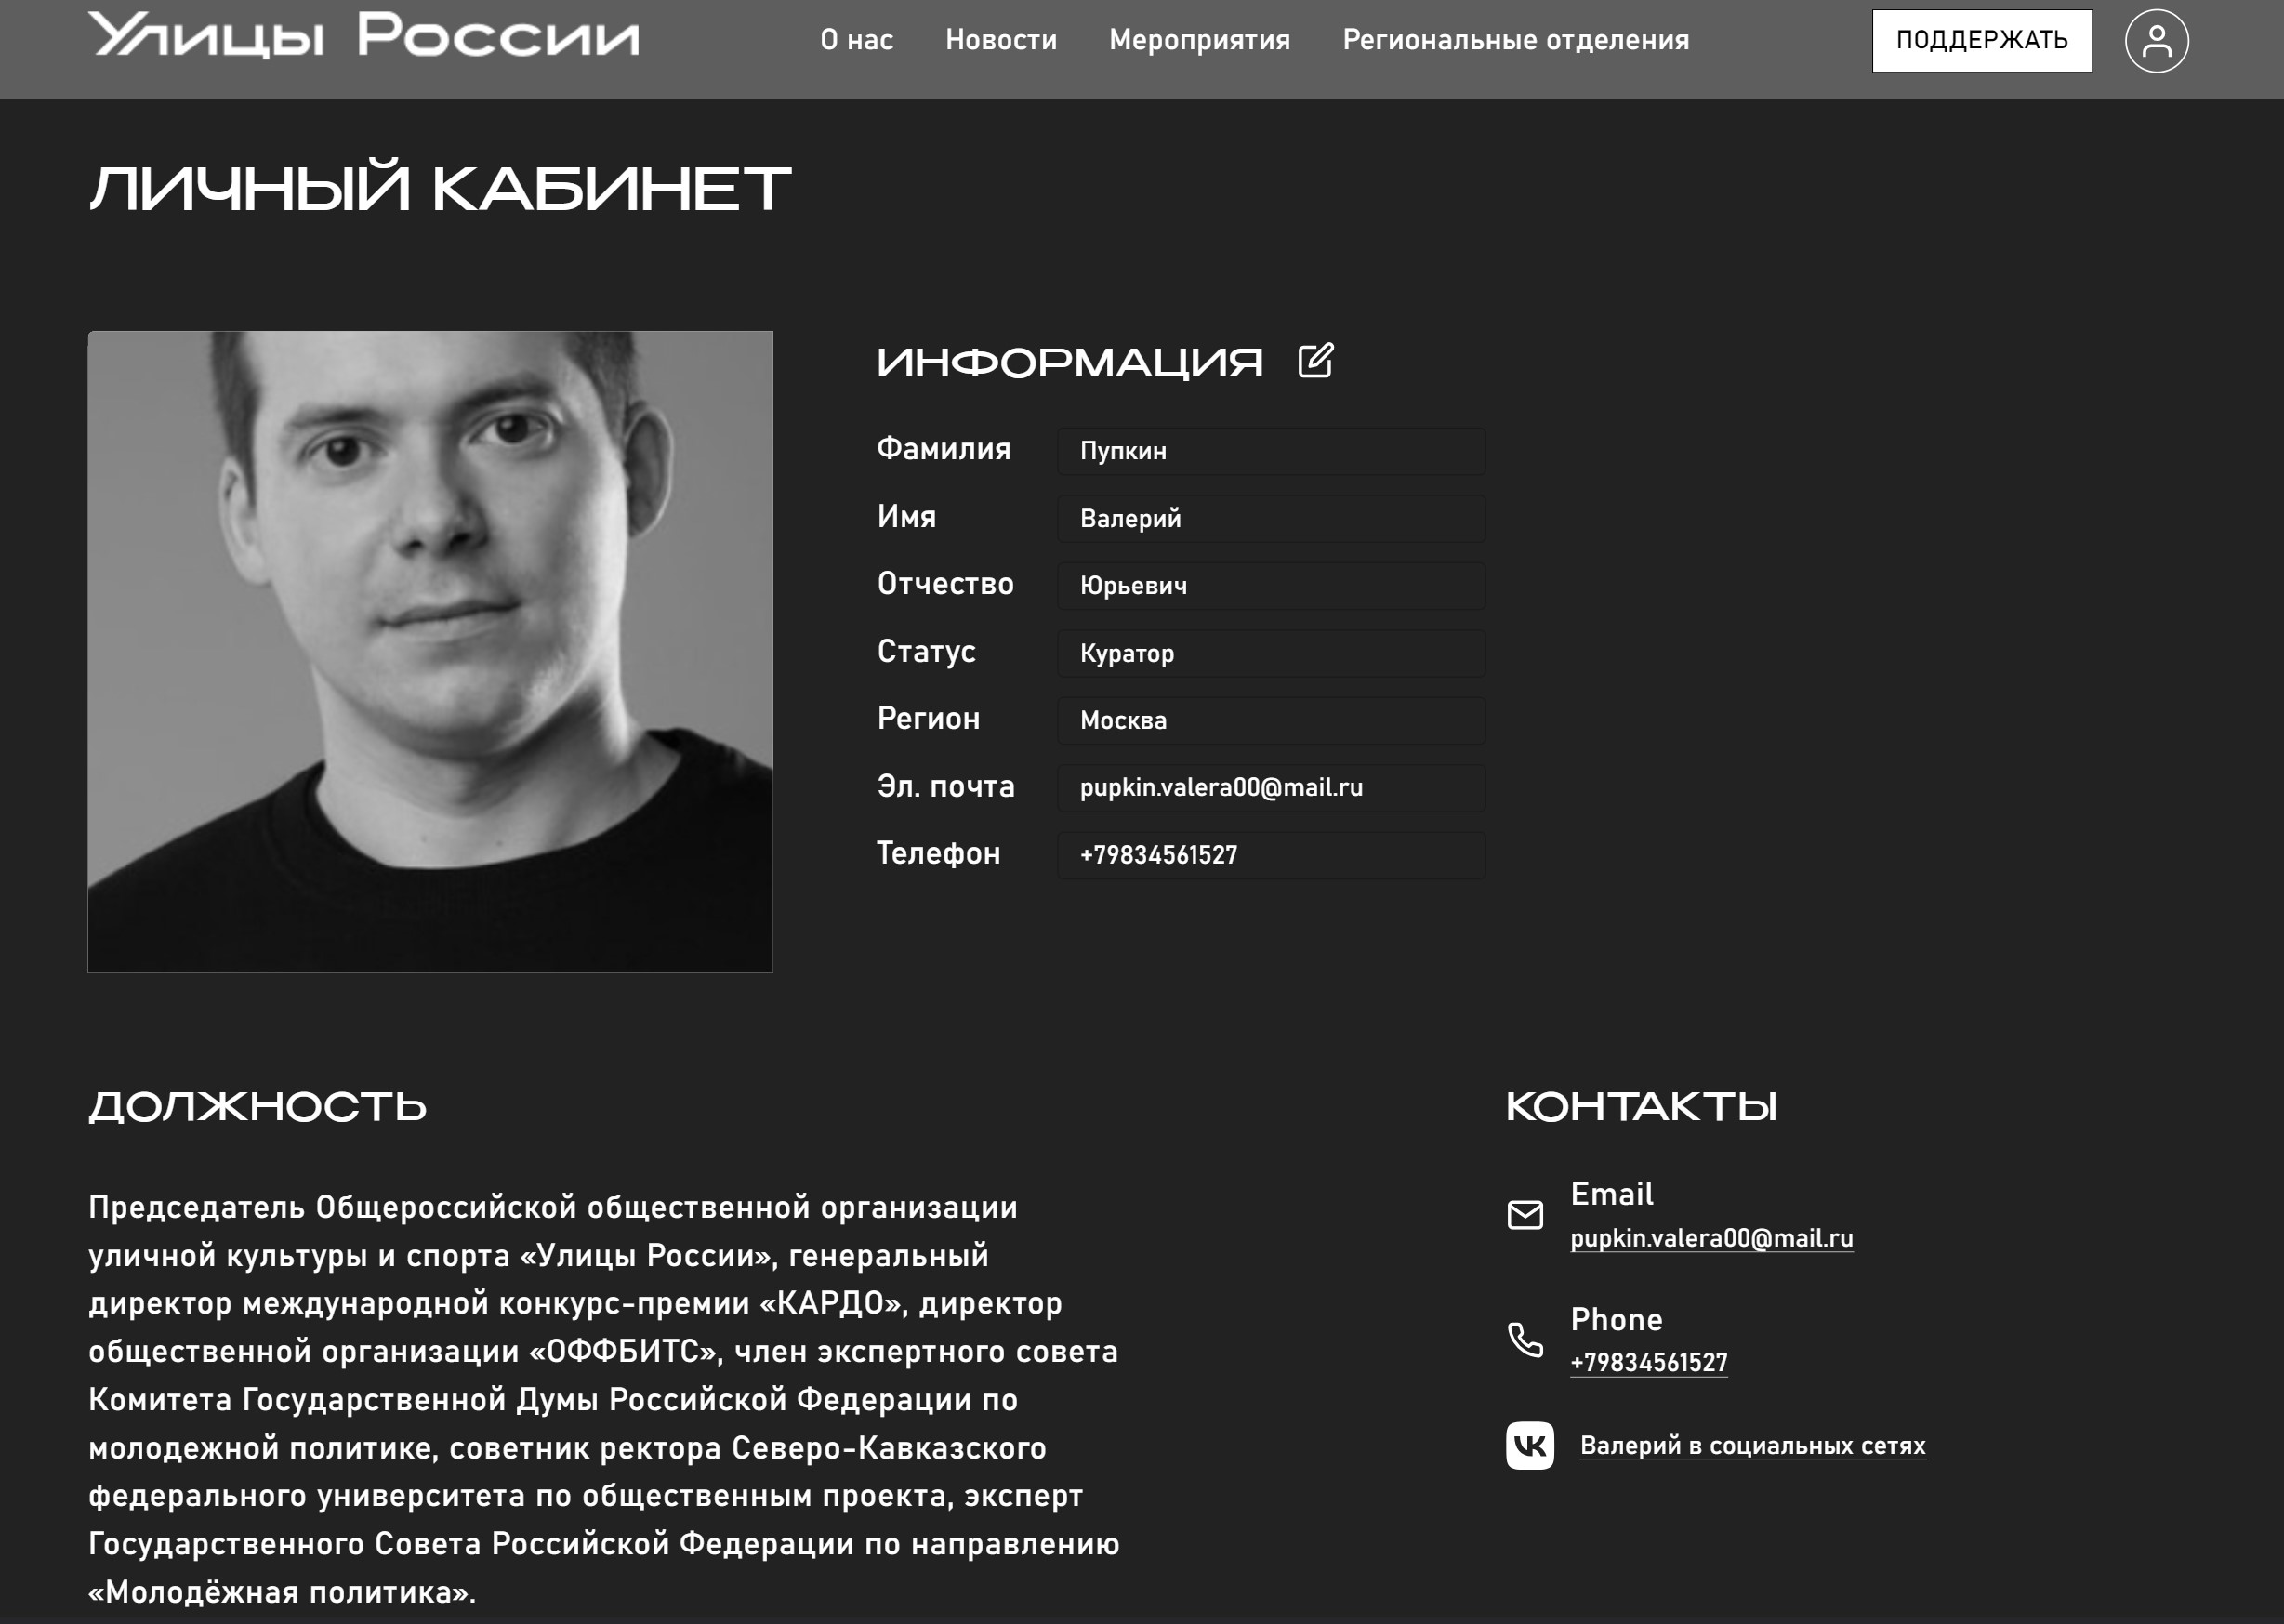 Улицы России
О нас
Новости
Мероприятия
Региональные отделения
ПОДДЕРЖАТЬ
ЛИЧНЫЙ КАБИНЕТ
ИНФОРМАЦИЯ
Фамилия Пупкин
Имя Валерий
Отчество Юрьевич
Статус Куратор
Регион Москва
Эл. почта pupkin.valera00@mail.ru
Телефон +79834561527
ДОЛЖНОСТЬ
Председатель Общероссийской общественной организации
уличной культуры и спорта «Улицы России», генеральный
директор международной конкурс-премии «КАРДО», директор
общественной организации «ОФФБИТС», член экспертного совета
Комитета Государственной Думы Российской Федерации по
молодежной политике, советник ректора Северо-Кавказского
федерального университета по общественным проекта, эксперт
Государственного Совета Российской Федерации по направлению
«Молодёжная политика».
КОНТАКТЫ
Email
pupkin.valera00@mail.ru
Phone
+79834561527
Валерий в социальных сетях